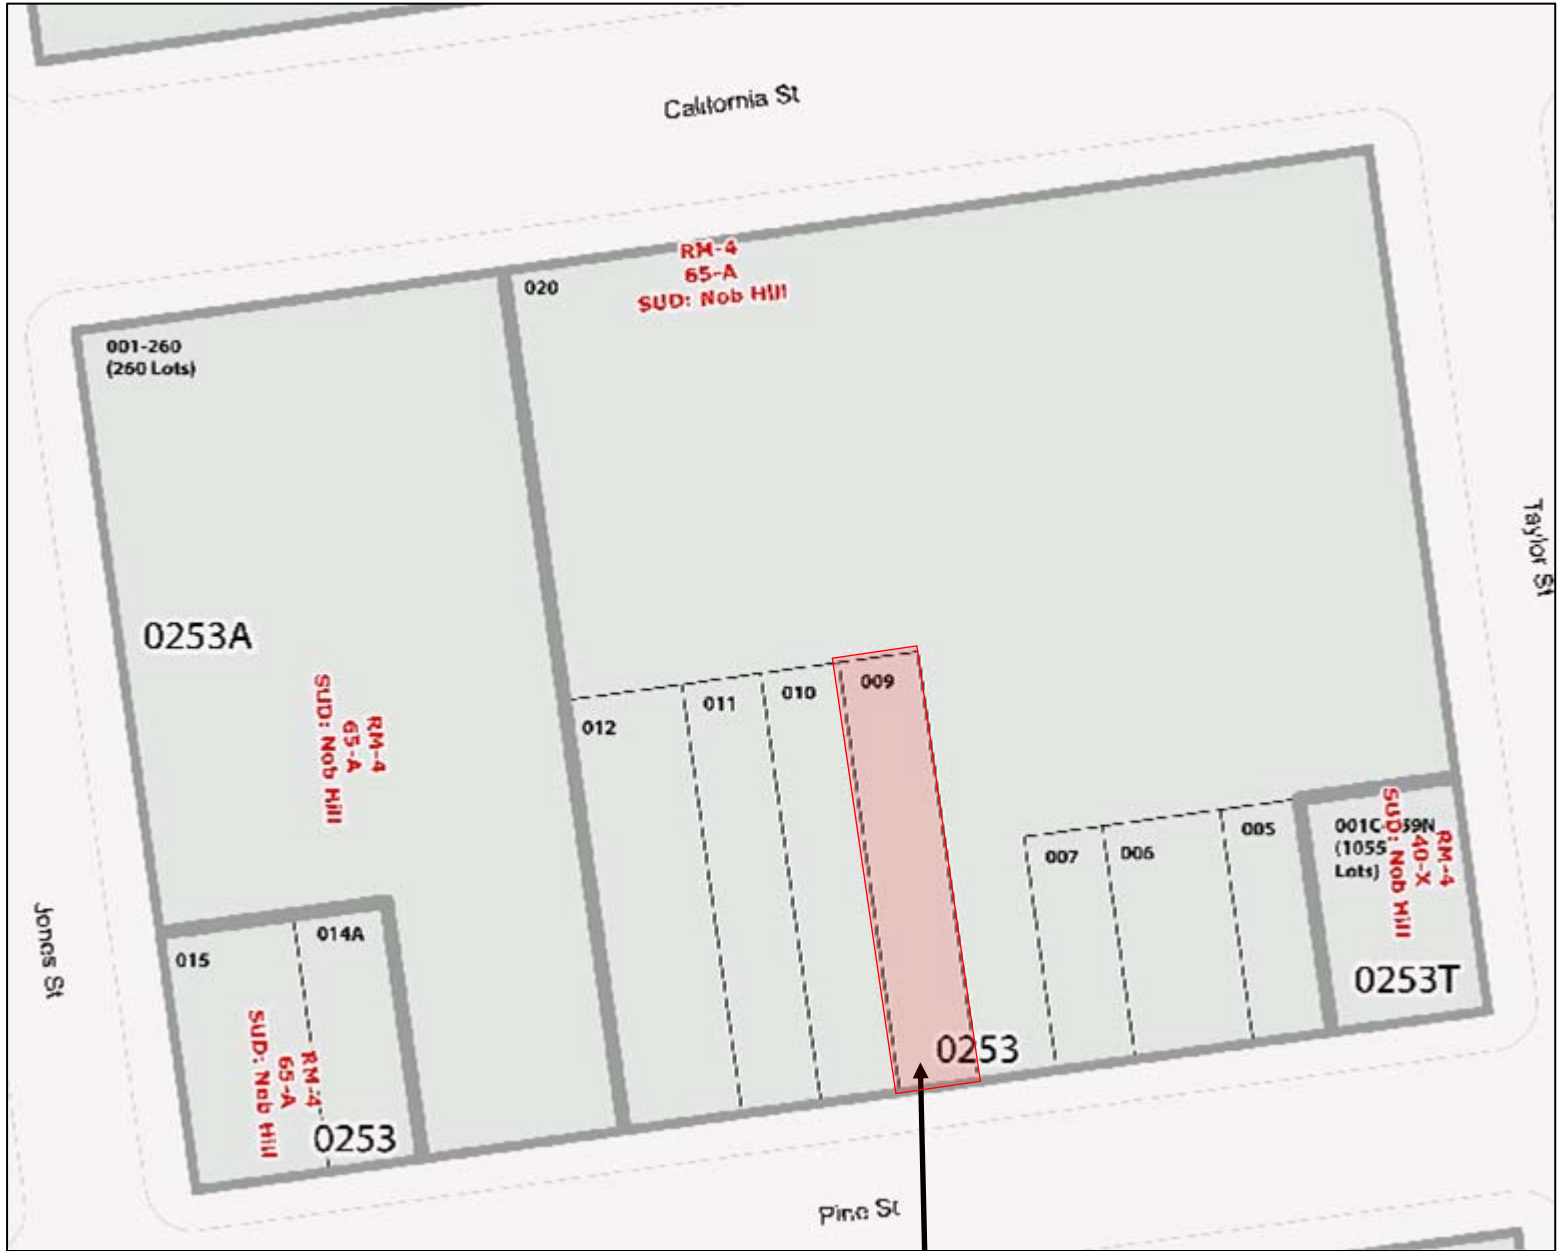 California St
RM-4
65-A
SUD: Nob Hill
020
001-260
(260 Lots)
Taylor St
0253A
RM-4
65-A
SUD: Nob Hill
009
010
011
012
005
007
006
RM-4
40-X
SUD: Nob Hill
(1055
Lots)
0253T
Jones St
014A
015
RM-4
65-A
SUD: Nob Hill
0253
0253
Pine St